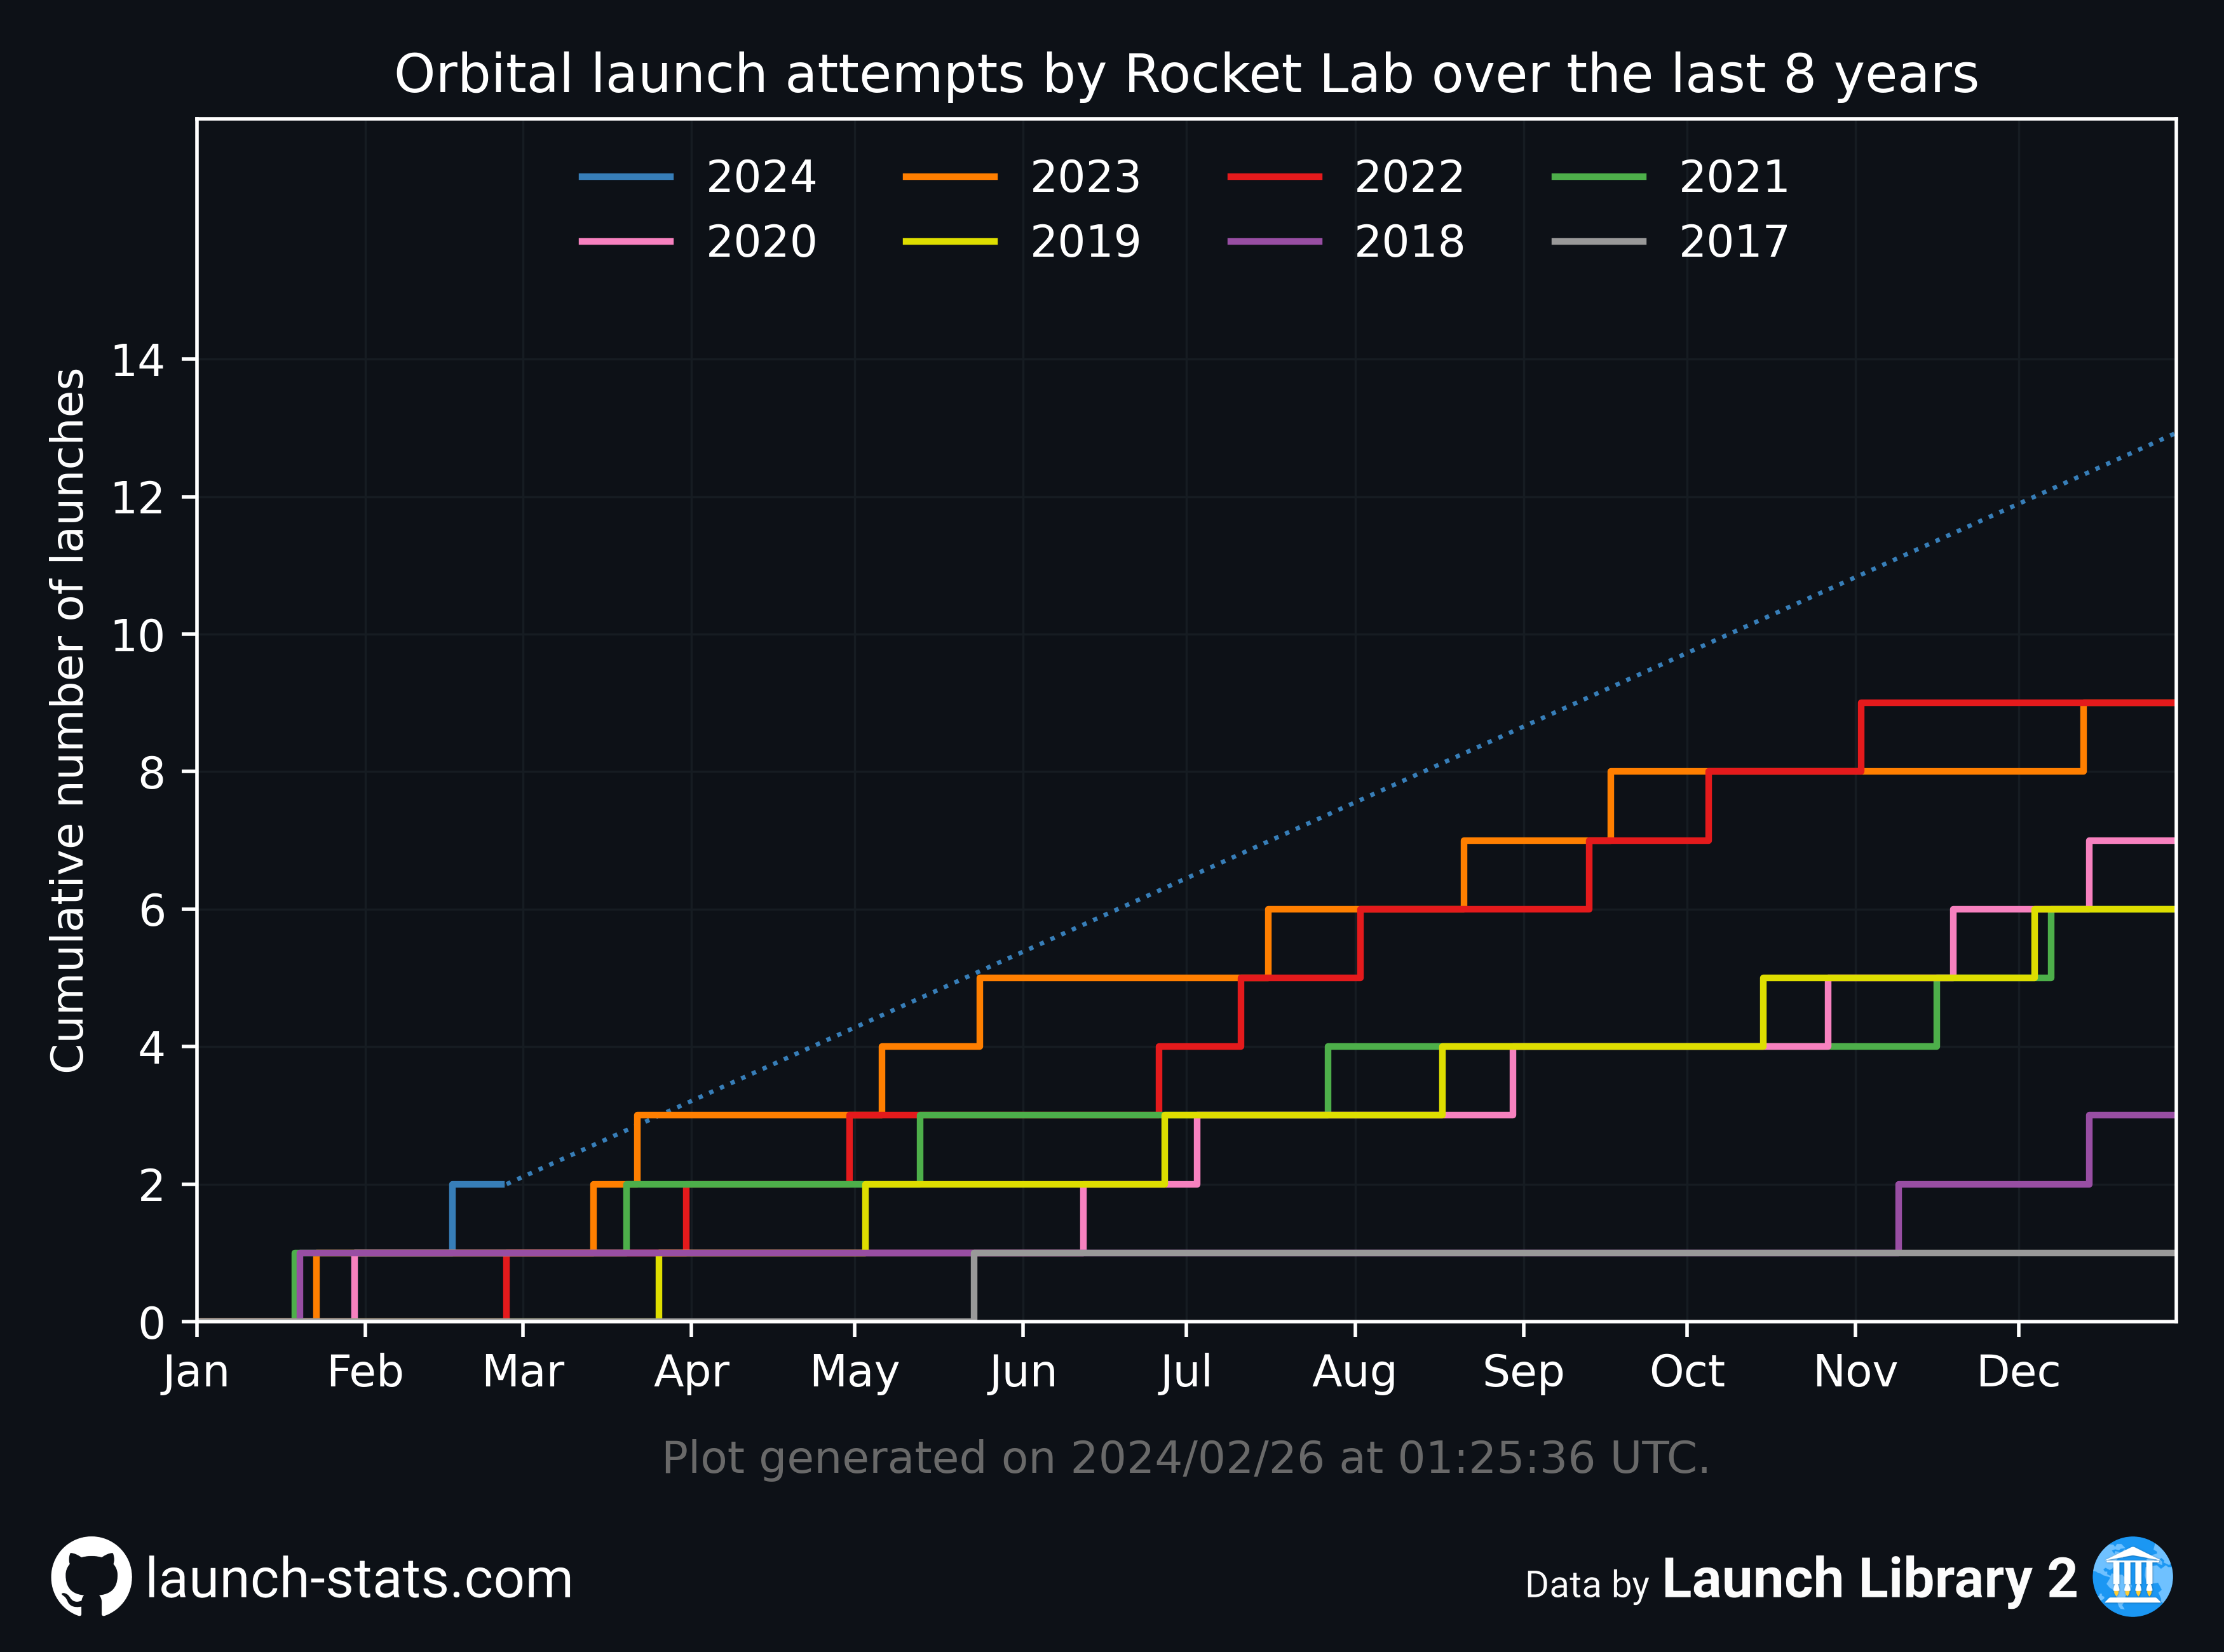 Orbital launch attempts by Rocket Lab over the last 8 years
2024 2023 2022 2021
2020 2019 2018 2017
Cumulative number of launches
14
12
10
8
6
4
2
0
Jan Feb Mar Apr May Jun Jul Aug Sep Oct Nov Dec
Plot generated on 2024/02/26 at 01:25:36 UTC.
launch-stats.com
Data by Launch Library 2